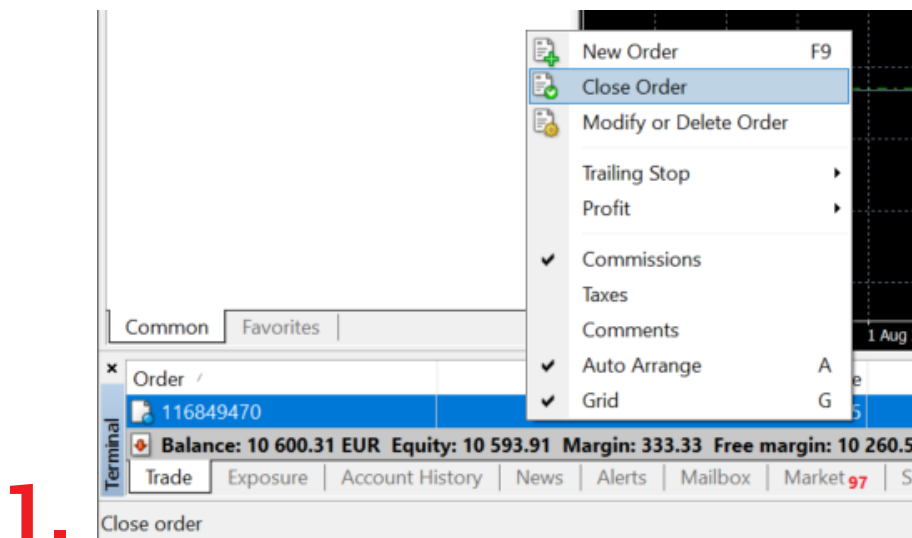 New Order F9
Close Order
Modify or Delete Order
Trailing Stop
Profit
Commissions
Taxes
Comments
Auto Arrange A
Grid G
Common Favorites
1 Aug
Order
116849470
Balance: 10 600.31 EUR Equity: 10 593.91 Margin: 333.33 Free margin: 10 260.5
Terminal
Trade Exposure Account History News Alerts Mailbox Market 97 S
1.
Close order